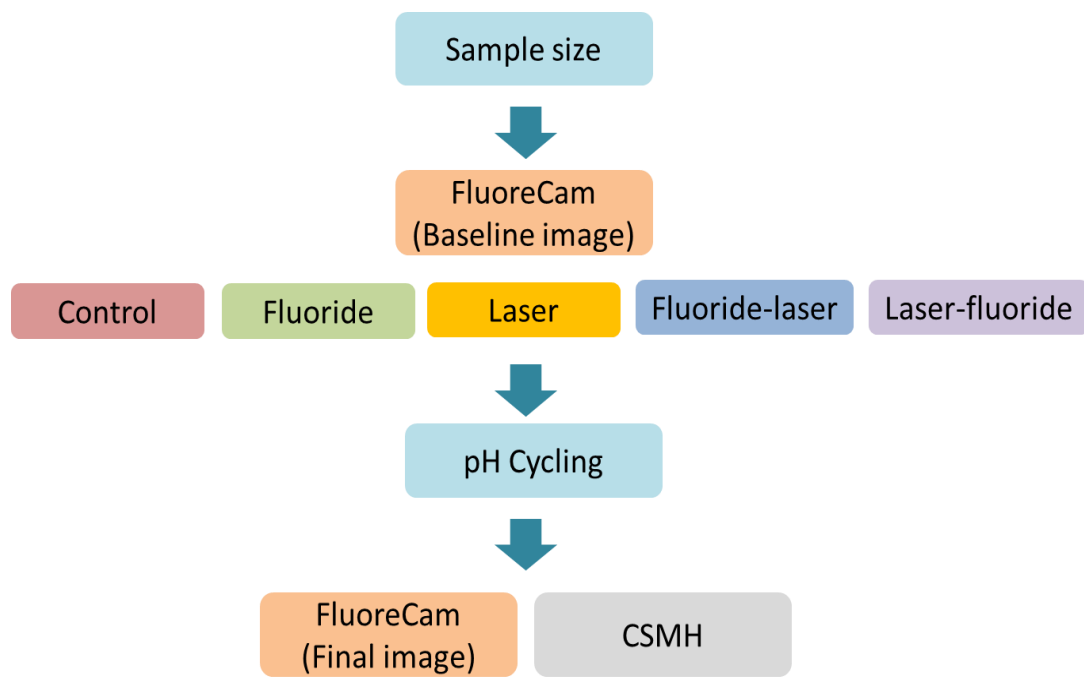 Sample size
FluoreCam
(Baseline image)
Control
Fluoride
Laser
Fluoride-laser
Laser-fluoride
pH Cycling
FluoreCam
(Final image)
CSMH